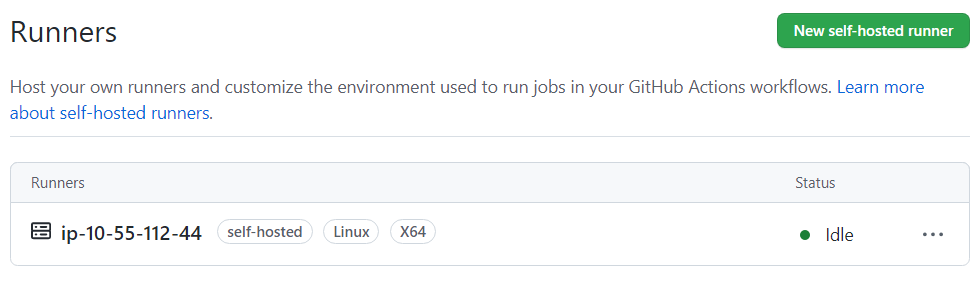 Runners
New self-hosted runner
Host your own runners and customize the environment used to run jobs in your GitHub Actions workflows. Learn more
about self-hosted runners.
Runners Status
ip-10-55-112-44 self-hosted Linux X64 Idle